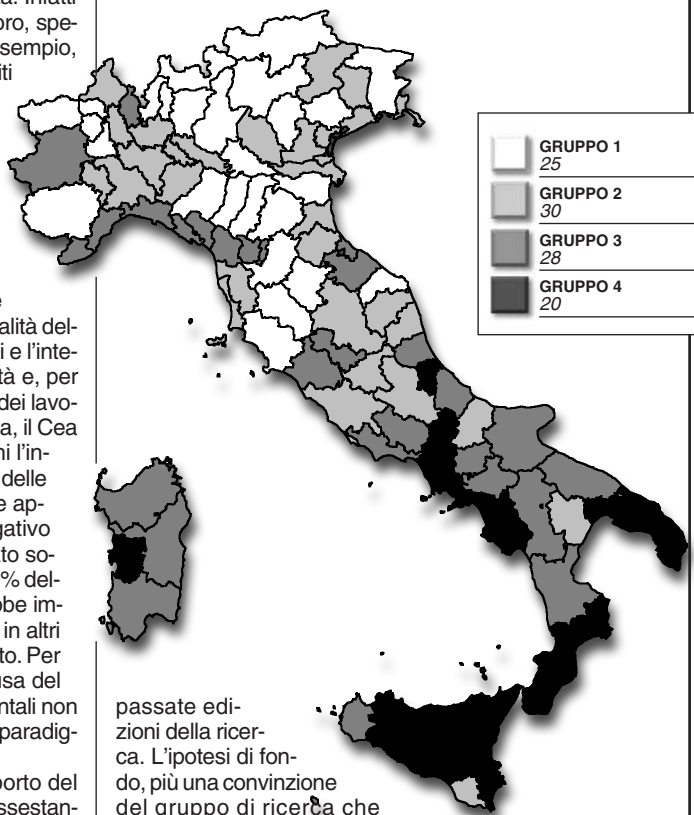 Infatti
oro, spe-
sempio,
iti
e
alità del-
i e l'inte-
tà e, per
dei lavo-
a, il Cea
ni l'in-
delle
e ap-
gativo
to so-
% del-
bbe im-
in altri
to. Per
usa del
ntali non
paradig-
porto del
ssestan-
passate edi-
zioni della ricer-
ca. L'ipotesi di fon-
do, più una convinzione
del gruppo di ricerca che
GRUPPO 1
25
GRUPPO 2
30
GRUPPO 3
28
GRUPPO 4
20